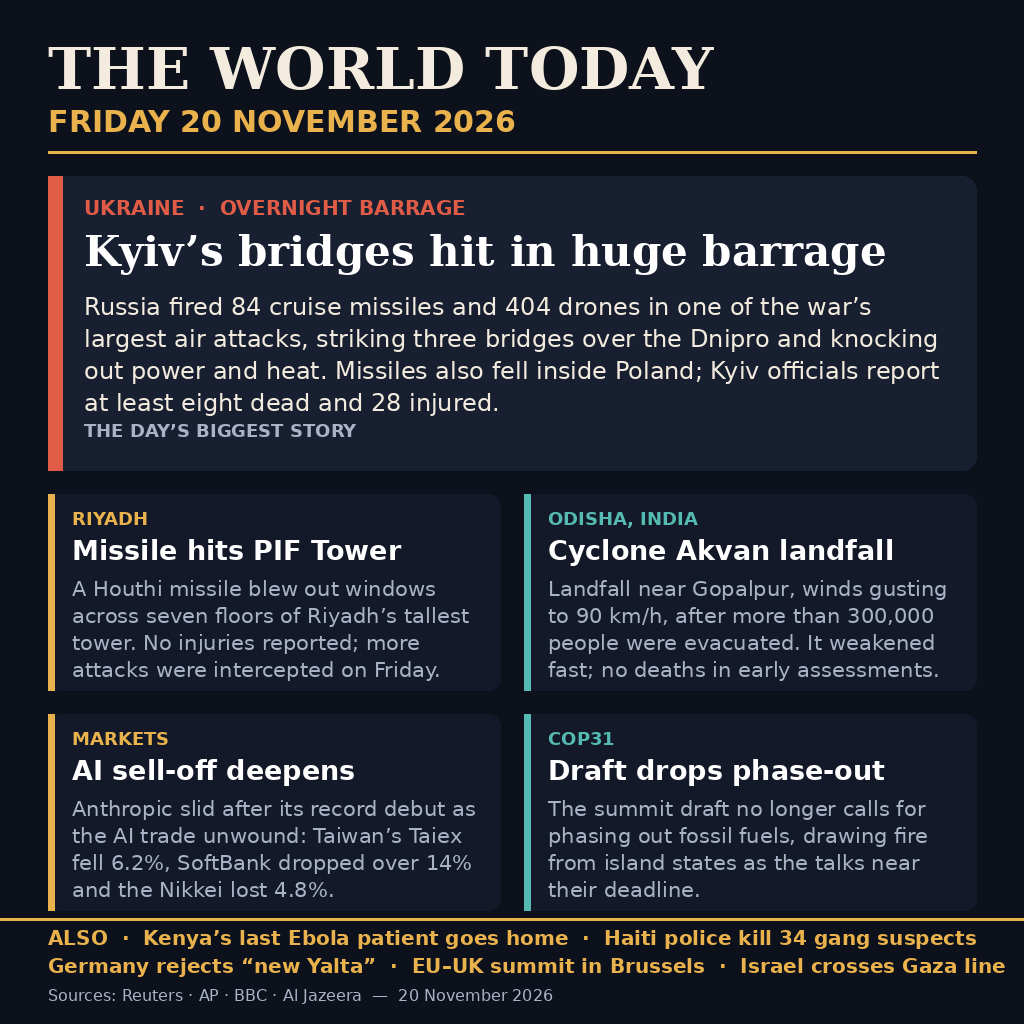 THE WORLD TODAY
FRIDAY 20 NOVEMBER 2026
UKRAINE · OVERNIGHT BARRAGE
Kyiv’s bridges hit in huge barrage
Russia fired 84 cruise missiles and 404 drones in one of the war’s
largest air attacks, striking three bridges over the Dnipro and knocking
out power and heat. Missiles also fell inside Poland; Kyiv officials report
at least eight dead and 28 injured.
THE DAY’S BIGGEST STORY
RIYADH
Missile hits PIF Tower
A Houthi missile blew out windows
across seven floors of Riyadh’s tallest
tower. No injuries reported; more
attacks were intercepted on Friday.
ODISHA, INDIA
Cyclone Akvan landfall
Landfall near Gopalpur, winds gusting
to 90 km/h, after more than 300,000
people were evacuated. It weakened
fast; no deaths in early assessments.
MARKETS
AI sell-off deepens
Anthropic slid after its record debut as
the AI trade unwound: Taiwan’s Taiex
fell 6.2%, SoftBank dropped over 14%
and the Nikkei lost 4.8%.
COP31
Draft drops phase-out
The summit draft no longer calls for
phasing out fossil fuels, drawing fire
from island states as the talks near
their deadline.
ALSO · Kenya’s last Ebola patient goes home · Haiti police kill 34 gang suspects
Germany rejects “new Yalta” · EU–UK summit in Brussels · Israel crosses Gaza line
Sources: Reuters · AP · BBC · Al Jazeera — 20 November 2026